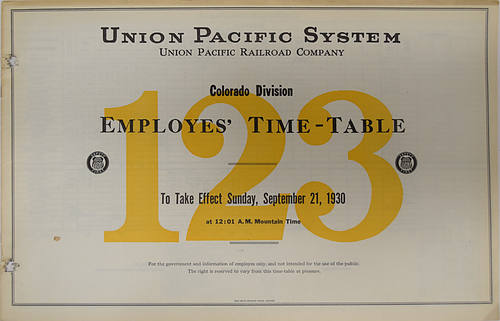 UNION PACIFIC SYSTEM
UNION PACIFIC RAILROAD COMPANY
Colorado Division
123
EMPLOYES' TIME-TABLE
To Take Effect Sunday, September 21, 1930
at 12:01 A.M. Mountain Time
For the government and information of employes only, and not intended for the use of the public.
The right is reserved to vary from this time-table at pleasure.